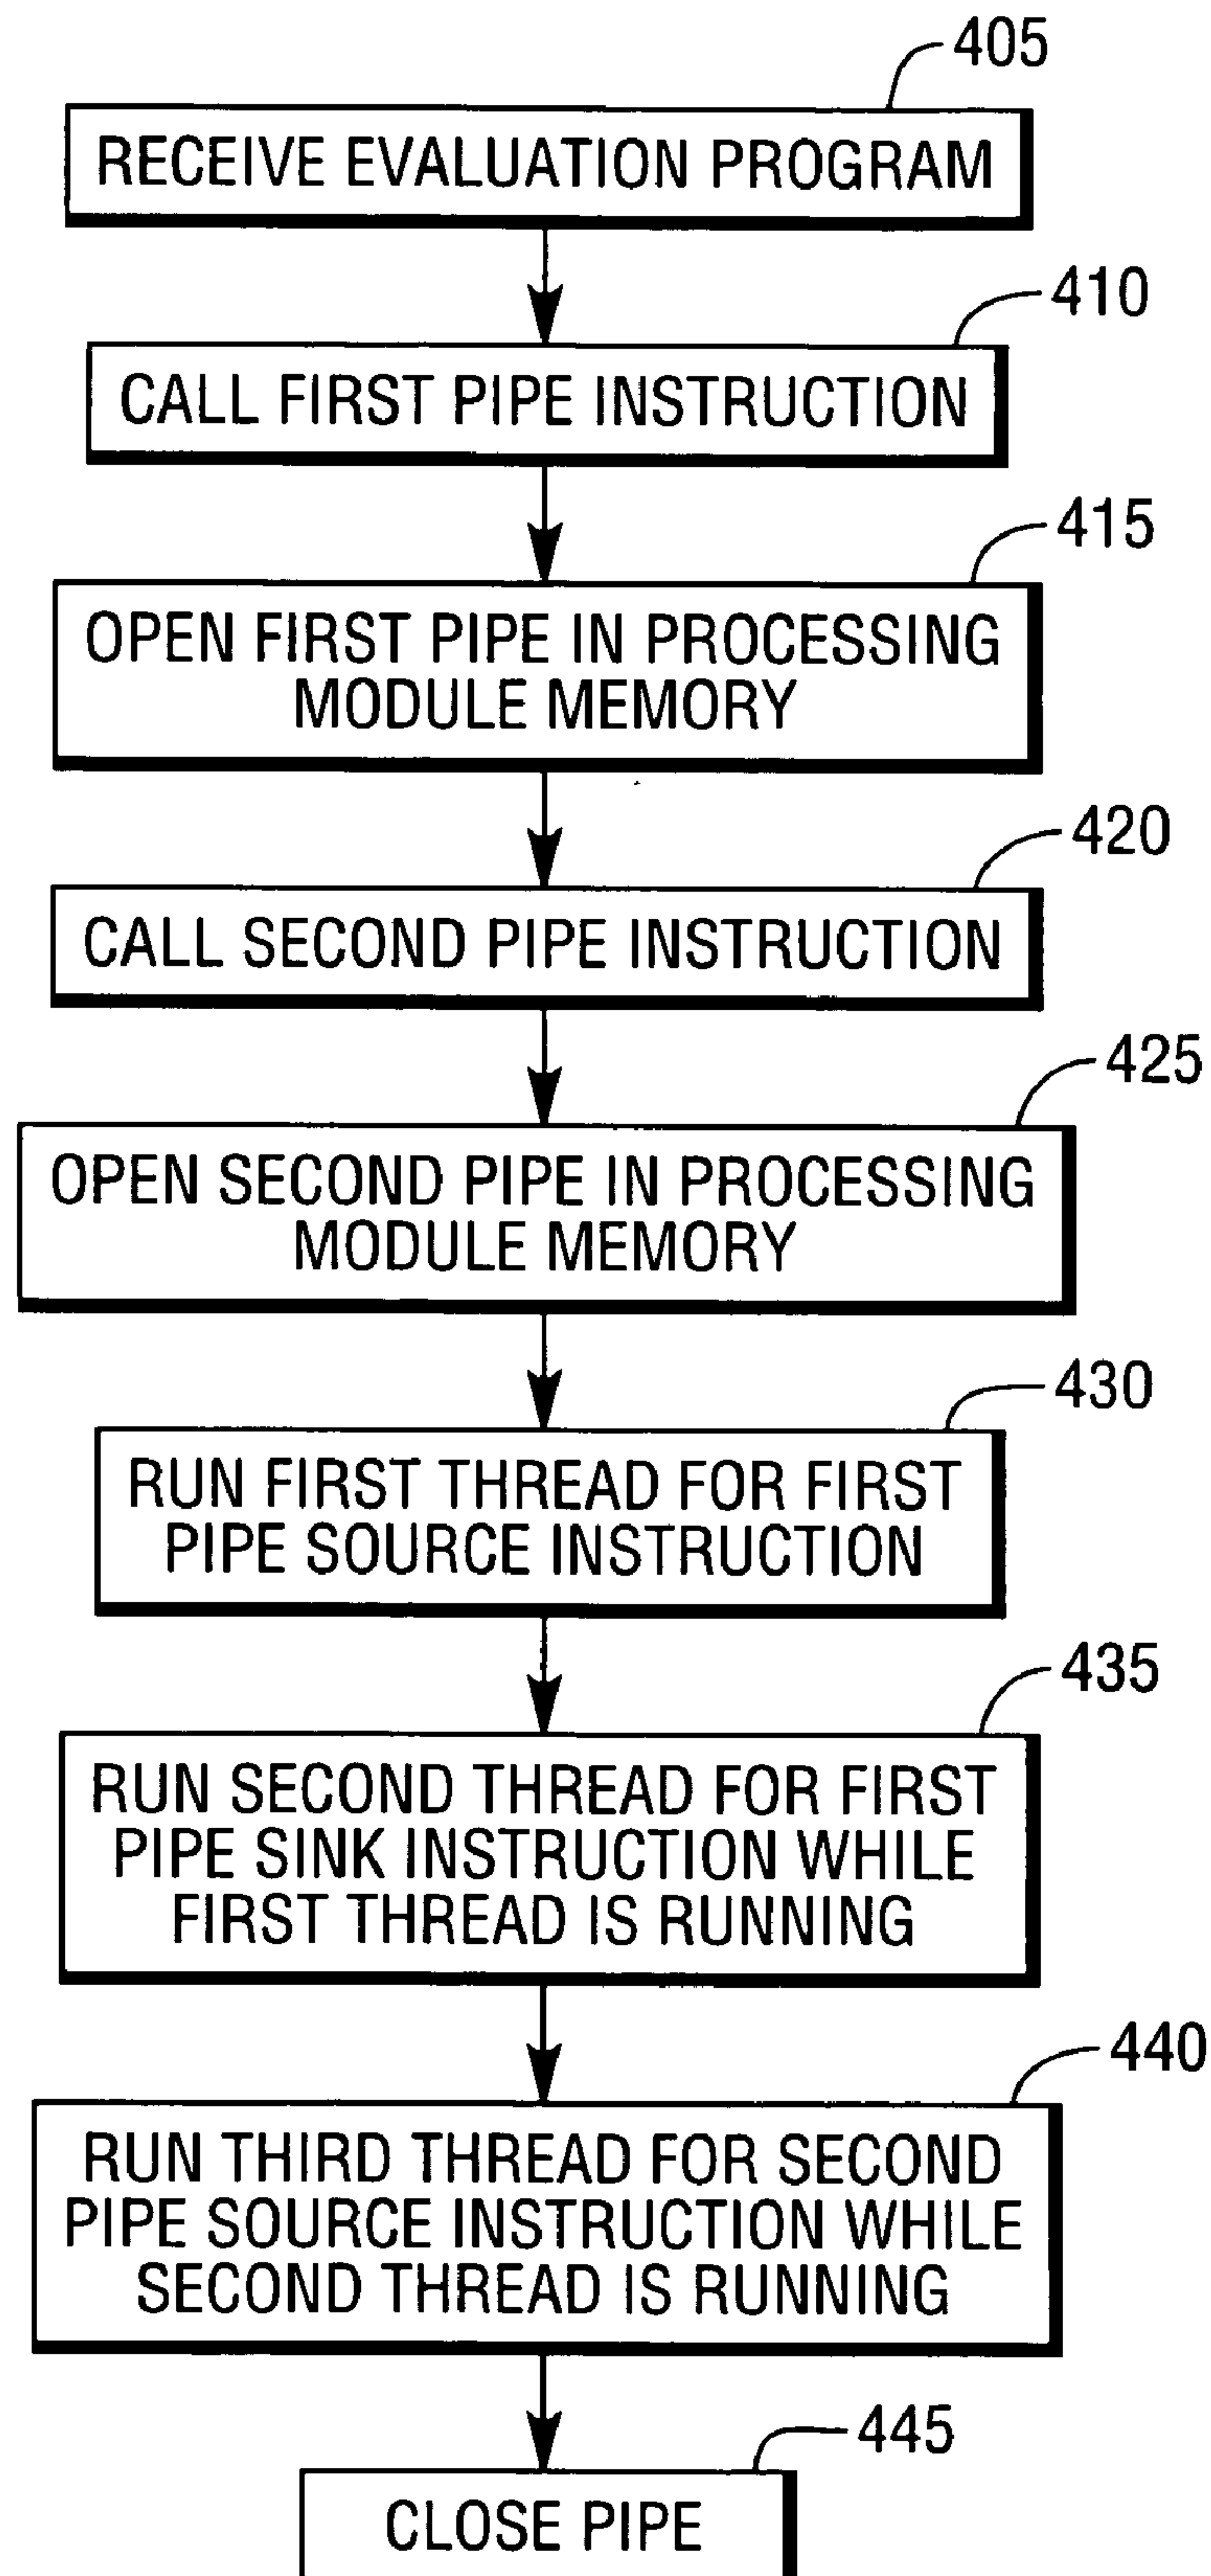 405
RECEIVE EVALUATION PROGRAM
410
CALL FIRST PIPE INSTRUCTION
415
OPEN FIRST PIPE IN PROCESSING
MODULE MEMORY
420
CALL SECOND PIPE INSTRUCTION
425
OPEN SECOND PIPE IN PROCESSING
MODULE MEMORY
430
RUN FIRST THREAD FOR FIRST
PIPE SOURCE INSTRUCTION
435
RUN SECOND THREAD FOR FIRST
PIPE SINK INSTRUCTION WHILE
FIRST THREAD IS RUNNING
440
RUN THIRD THREAD FOR SECOND
PIPE SOURCE INSTRUCTION WHILE
SECOND THREAD IS RUNNING
445
CLOSE PIPE